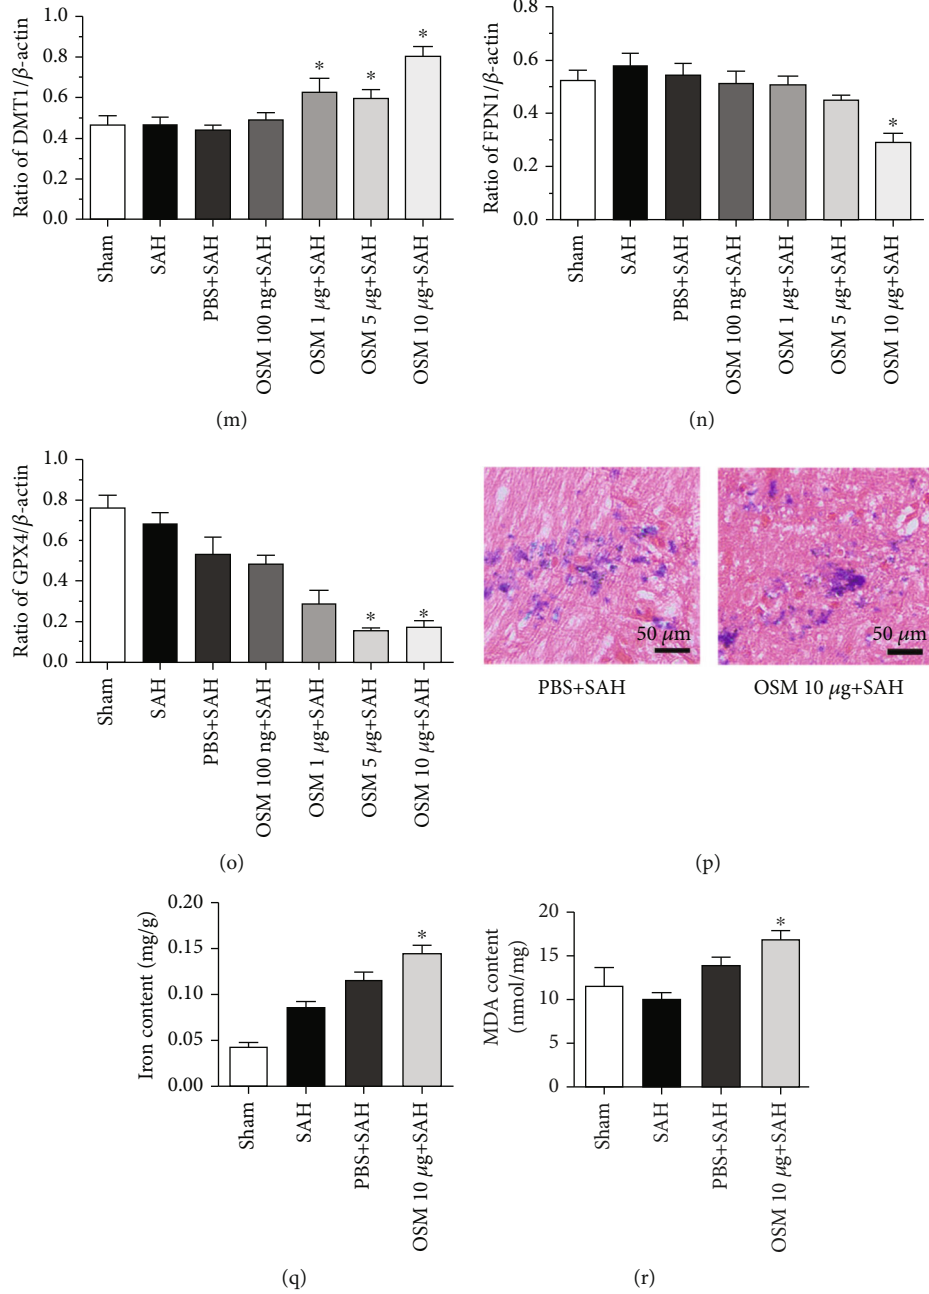 Ratio of DMT1/β-actin
1.0
0.8
0.6
0.4
0.2
0.0
*
*
*
Sham
SAH
PBS+SAH
OSM 100 ng+SAH
OSM 1 μg+SAH
OSM 5 μg+SAH
OSM 10 μg+SAH
(m)
Ratio of FPN1/β-actin
0.8
0.6
0.4
0.2
0.0
*
Sham
SAH
PBS+SAH
OSM 100 ng+SAH
OSM 1 μg+SAH
OSM 5 μg+SAH
OSM 10 μg+SAH
(n)
Ratio of GPX4/β-actin
1.0
0.8
0.6
0.4
0.2
0.0
*
*
Sham
SAH
PBS+SAH
OSM 100 ng+SAH
OSM 1 μg+SAH
OSM 5 μg+SAH
OSM 10 μg+SAH
(o)
50 μm
50 μm
PBS+SAH
OSM 10 μg+SAH
(p)
Iron content (mg/g)
0.20
0.15
0.10
0.05
0.00
*
Sham
SAH
PBS+SAH
OSM 10 μg+SAH
(q)
MDA content
(nmol/mg)
20
15
10
5
0
*
Sham
SAH
PBS+SAH
OSM 10 μg+SAH
(r)